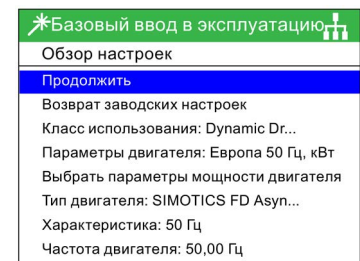 Базовый ввод в эксплуатацию
Обзор настроек
Продолжить
Возврат заводских настроек
Класс использования: Dynamic Dr...
Параметры двигателя: Европа 50 Гц, кВт
Выбрать параметры мощности двигателя
Тип двигателя: SIMOTICS FD Asyn...
Характеристика: 50 Гц
Частота двигателя: 50,00 Гц